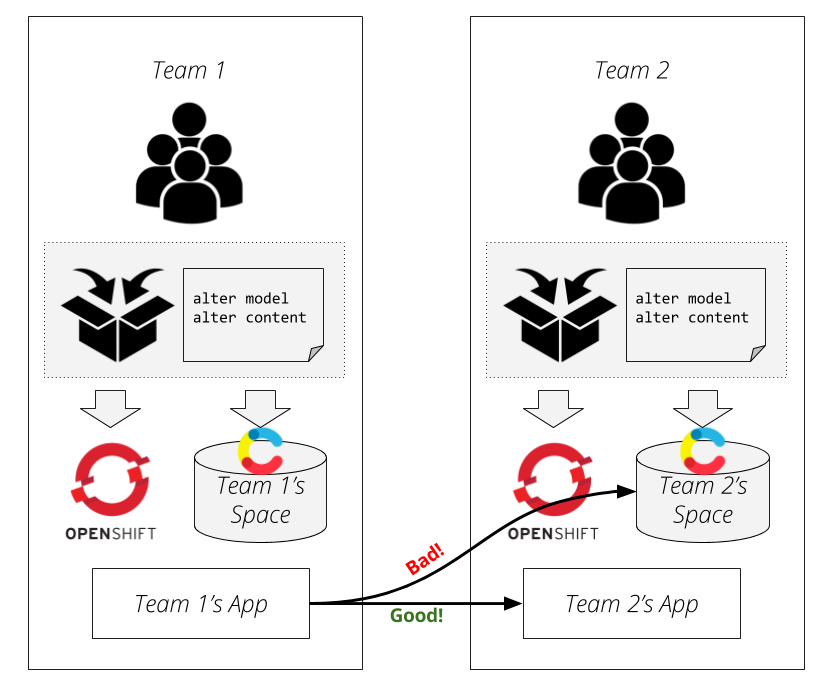 Team 1
alter model
alter content
OPENSHIFT
Team 1's
Space
Team 1's App
Bad!
Good!
Team 2
alter model
alter content
OPENSHIFT
Team 2's
Space
Team 2's App